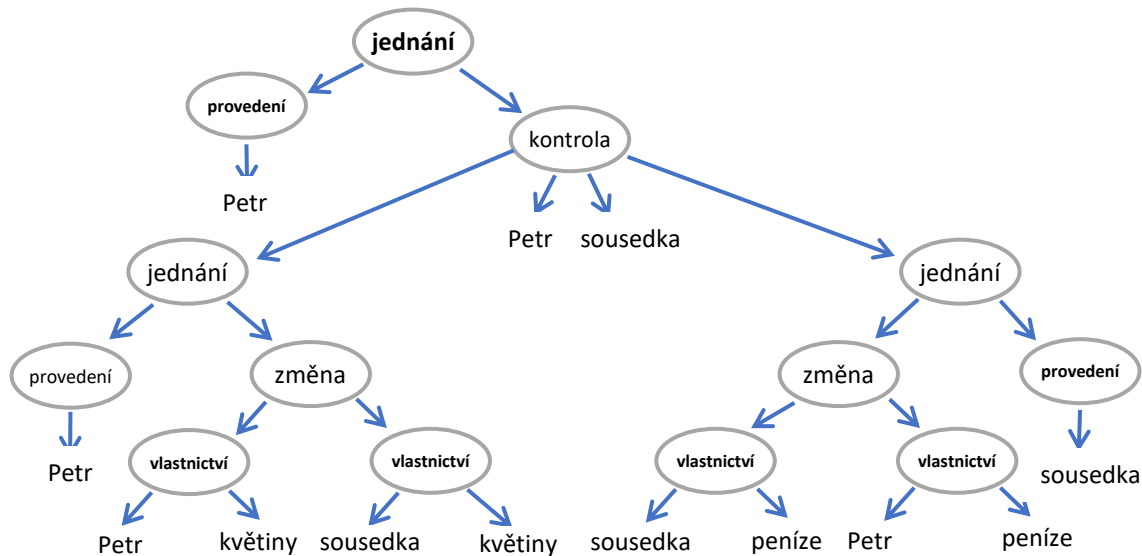 jednání
provedení
kontrola
Petr
Petr sousedka
jednání
jednání
provedení
změna
změna
provedení
Petr
vlastnictví
vlastnictví
vlastnictví
vlastnictví
sousedka
Petr
květiny
sousedka
květiny
sousedka
peníze
Petr
peníze